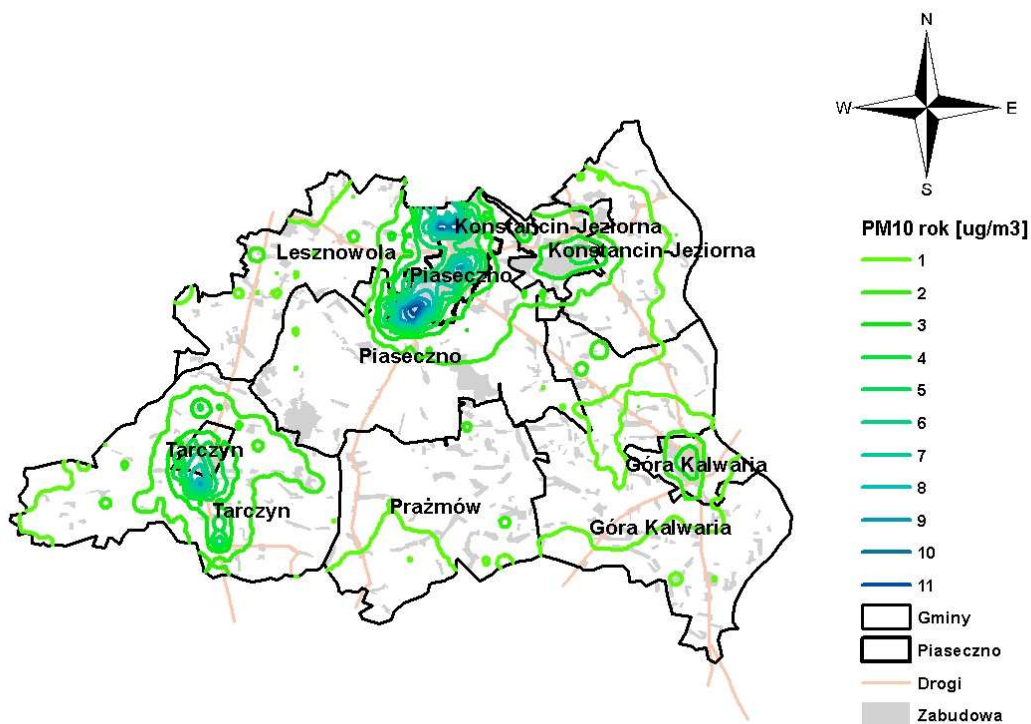 N
W E
S
PM10 rok [ug/m3]
1
2
3
4
5
6
7
8
9
10
11
Gminy
Piaseczno
Drogi
Zabudowa
Konstancin-Jeziorna
Lesznowola
Konstancin-Jeziorna
Piaseczno
Piaseczno
Tarczyn
Góra Kalwaria
Prażmów
Tarczyn
Góra Kalwaria